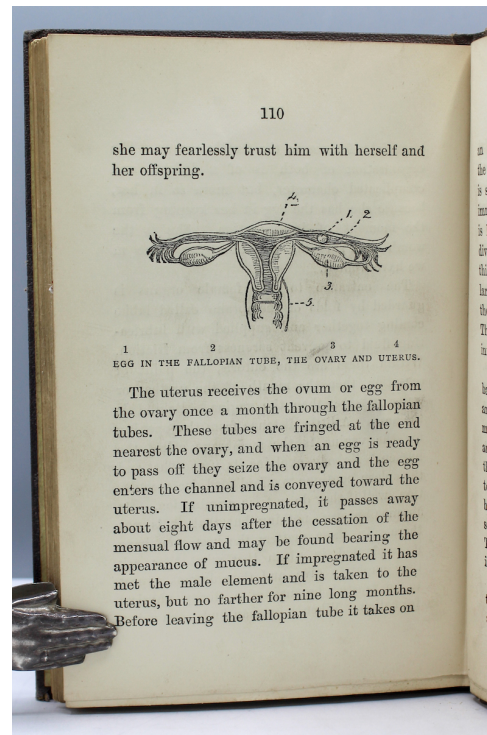 110
she may fearlessly trust him with herself and
her offspring.
4.
1. 2.
3.
5.
1 2 3 4
EGG IN THE FALLOPIAN TUBE, THE OVARY AND UTERUS.
The uterus receives the ovum or egg from
the ovary once a month through the fallopian
tubes. These tubes are fringed at the end
nearest the ovary, and when an egg is ready
to pass off they seize the ovary and the egg
enters the channel and is conveyed toward the
uterus. If unimpregnated, it passes away
about eight days after the cessation of the
mensual flow and may be found bearing the
appearance of mucus. If impregnated it has
met the male element and is taken to the
uterus, but no farther for nine long months.
Before leaving the fallopian tube it takes on